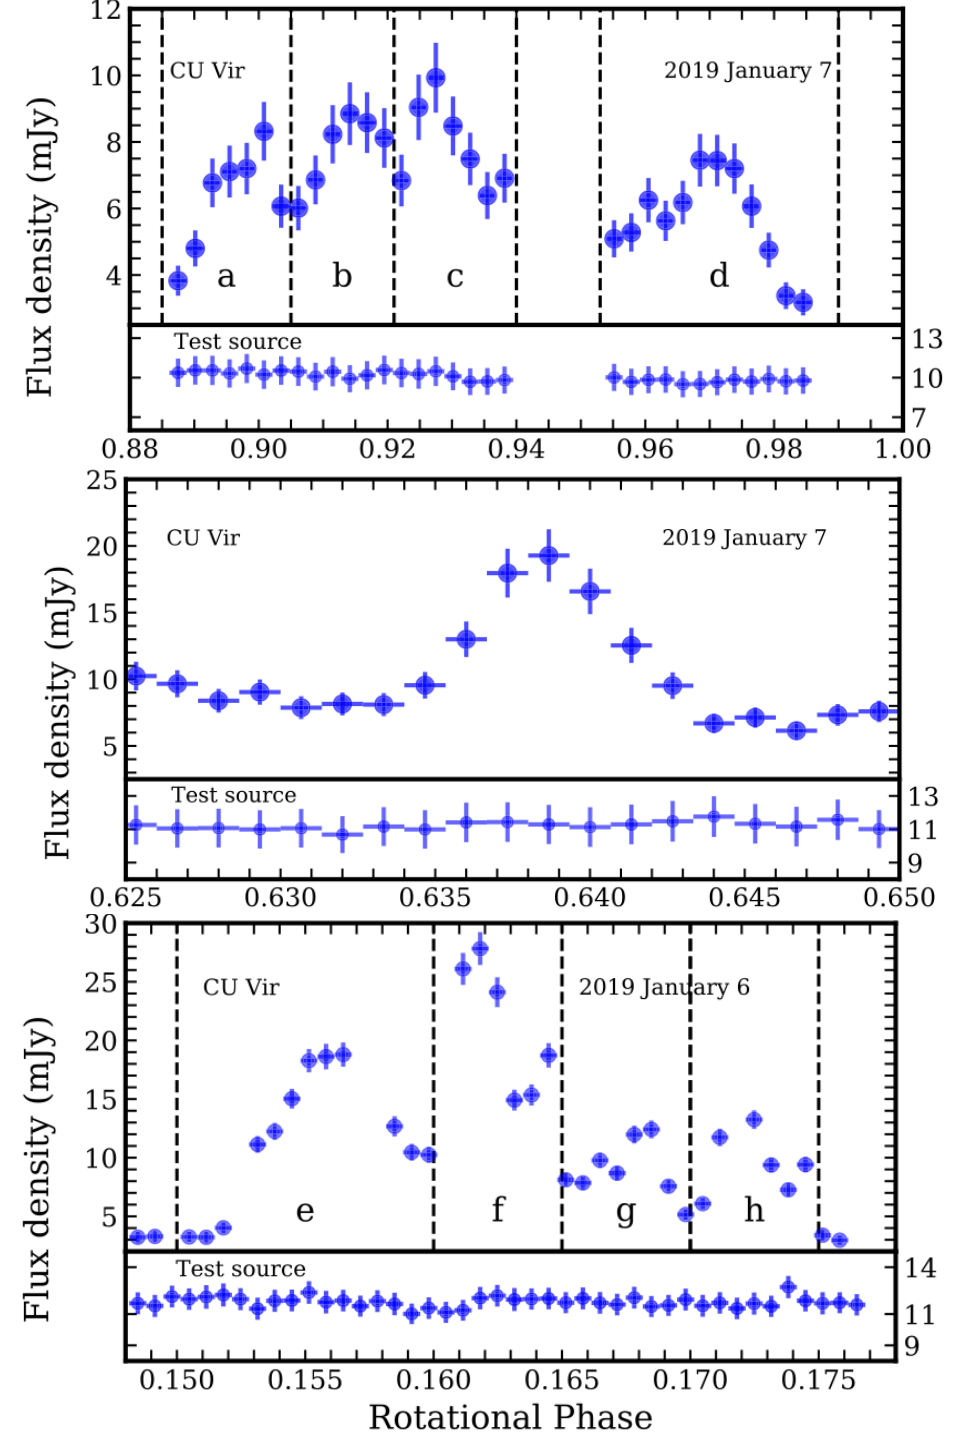 12
10
8
6
4
Flux density (mJy)
CU Vir
2019 January 7
a
b
c
d
Test source
13
10
7
0.88 0.90 0.92 0.94 0.96 0.98 1.00
25
20
15
10
5
Flux density (mJy)
CU Vir
2019 January 7
Test source
13
11
9
0.625 0.630 0.635 0.640 0.645 0.650
30
25
20
15
10
5
Flux density (mJy)
CU Vir
2019 January 6
e
f
g
h
Test source
14
11
9
0.150 0.155 0.160 0.165 0.170 0.175
Rotational Phase